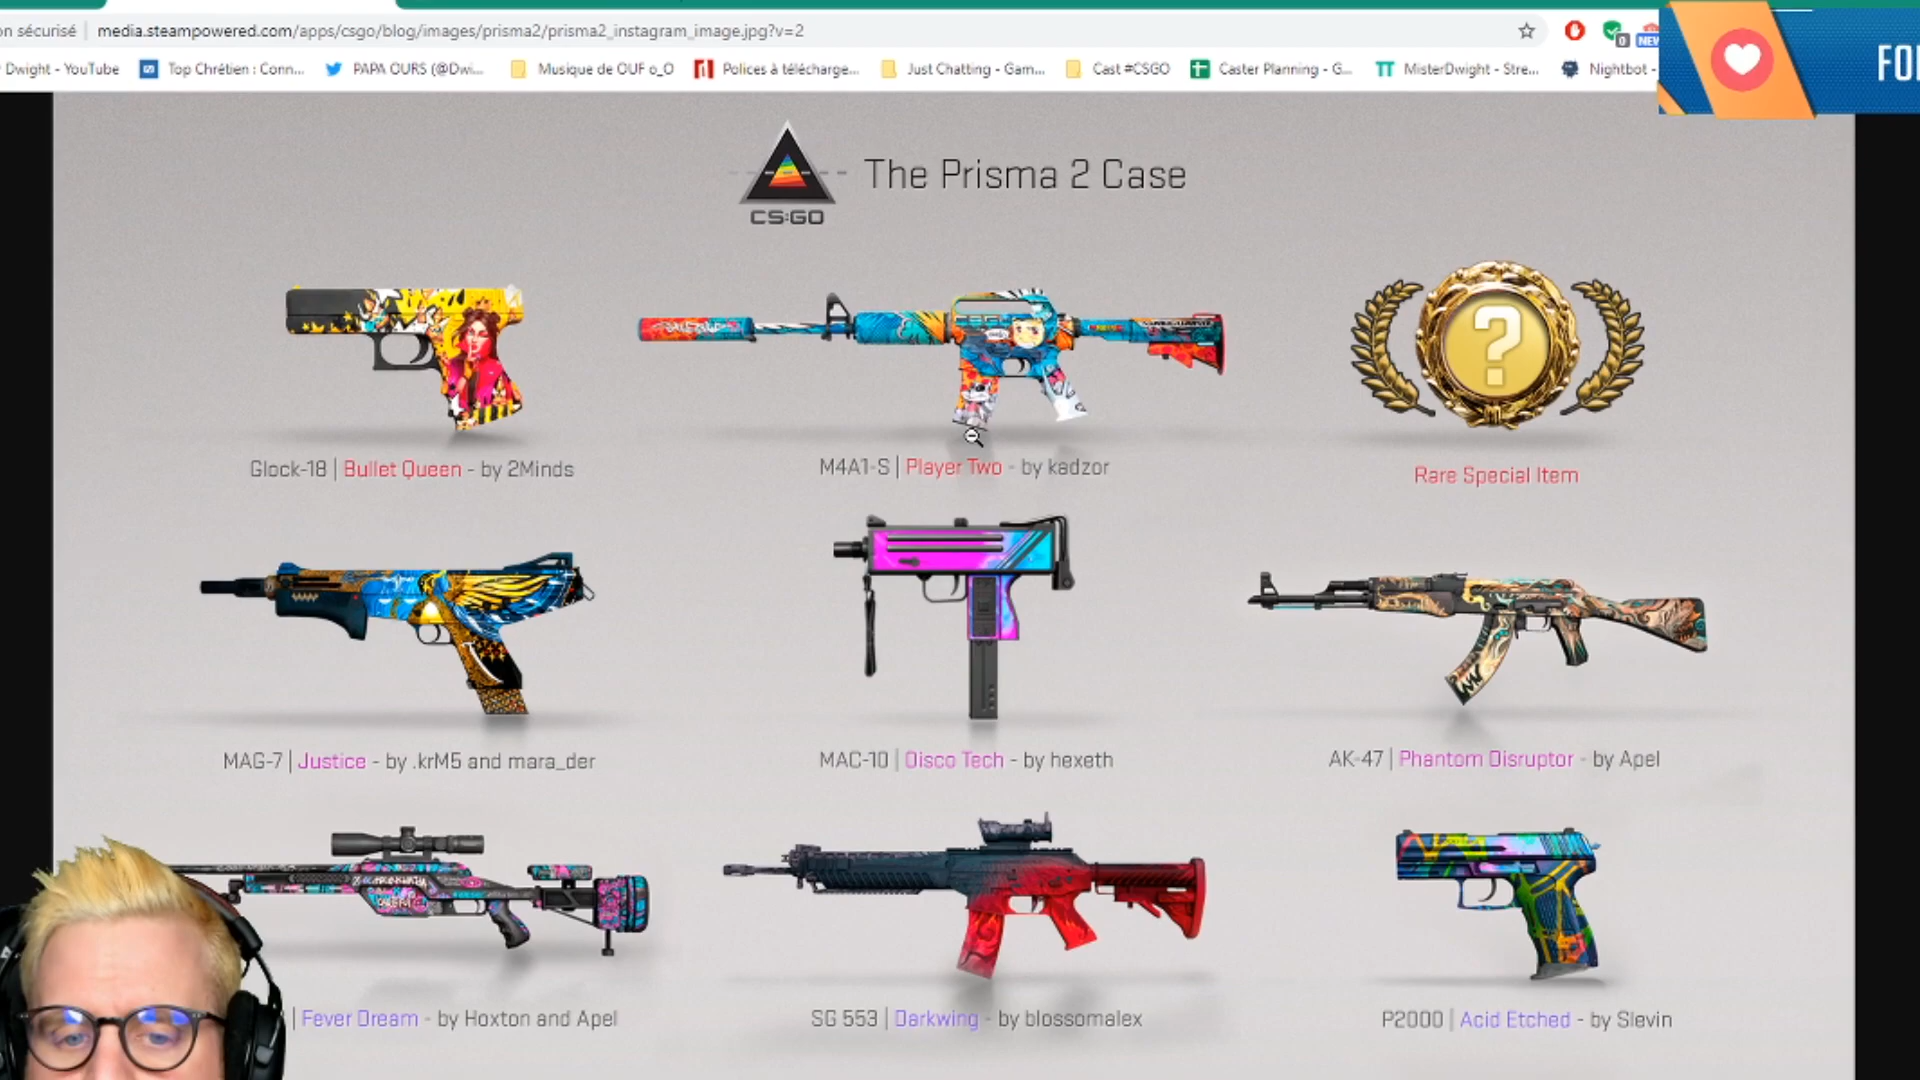 on sécurisé | media.steampowered.com/apps/csgo/blog/images/prisma2/prisma2_instagram_image.jpg?v=2
Dwight - YouTube Top Chrétien : Conn... PAPA OURS (@Dwi... Musique de OUF o_O Polices à télécharge... Just Chatting - Gam... Cast #CSGO Caster Planning - G... MisterDwight - Stre... Nightbot -
0
NEW
FOL
The Prisma 2 Case
CS:GO
Glock-18 | Bullet Queen - by 2Minds
M4A1-S | Player Two - by kadzor
Rare Special Item
MAG-7 | Justice - by .krM5 and mara_der
MAC-10 | Disco Tech - by hexeth
AK-47 | Phantom Disruptor - by Apel
| Fever Dream - by Hoxton and Apel
SG 553 | Darkwing - by blossomalex
P2000 | Acid Etched - by Slevin